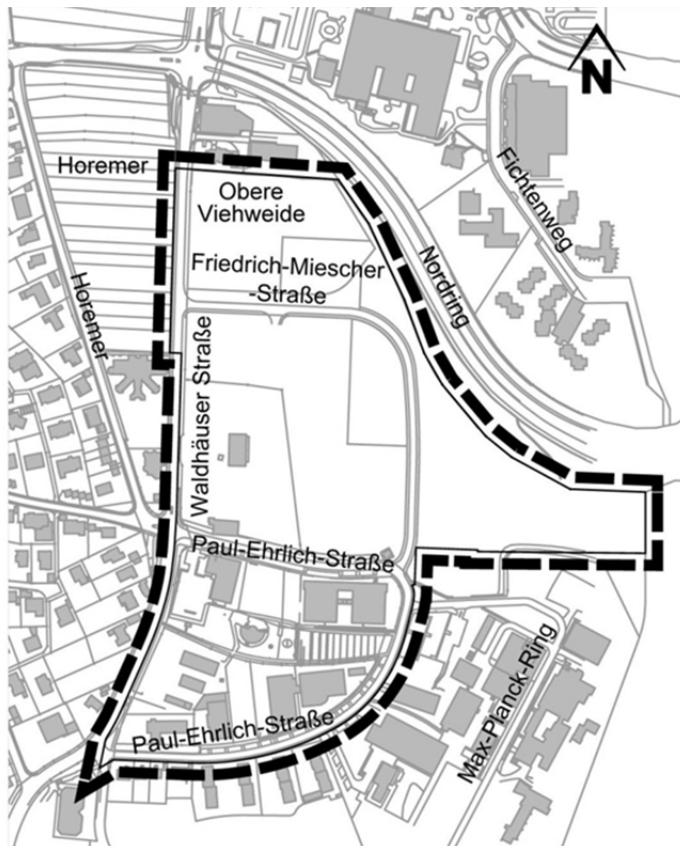 N
Horemer
Obere
Viehweide
Fichtenweg
Friedrich-Miescher
-Straße
Nordring
Horemer
Waldhäuser Straße
Paul-Ehrlich-Straße
Max-Planck-Ring
Paul-Ehrlich-Straße